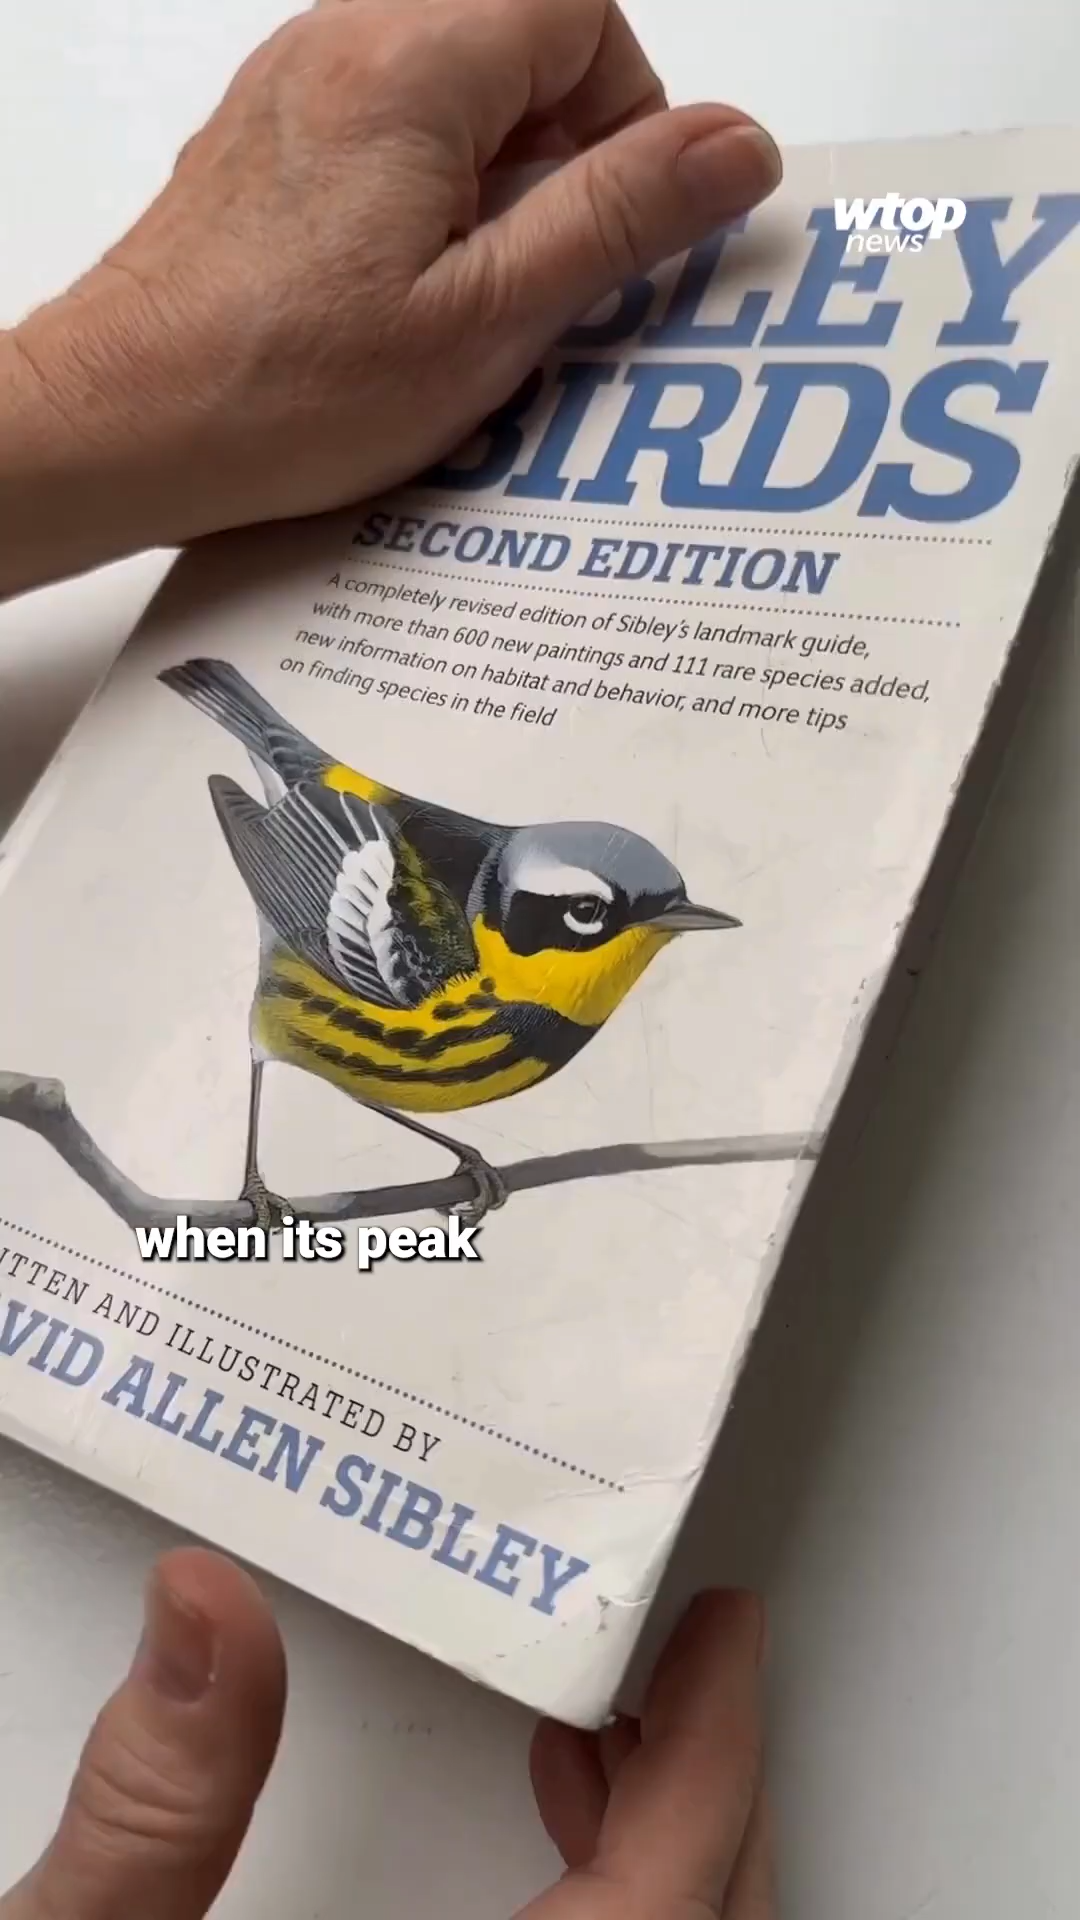 wtop
news
BLEY
BIRDS
SECOND EDITION
A completely revised edition of Sibley's landmark guide,
with more than 600 new paintings and 111 rare species added,
new information on habitat and behavior, and more tips
on finding species in the field
when its peak
ITTEN AND ILLUSTRATED BY
AVID ALLEN SIBLEY